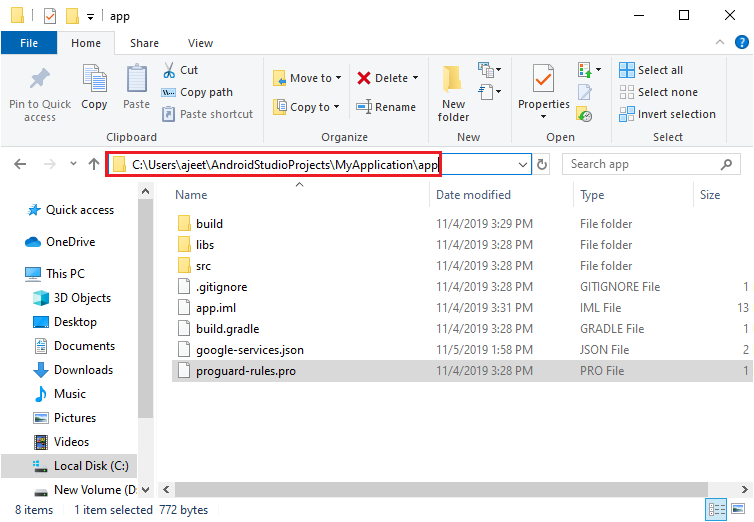 app
File Home Share View
Pin to Quick access
Copy
Paste
Cut
Copy path
Paste shortcut
Clipboard
Move to
Copy to
Delete
Rename
Organize
New folder
New
Properties
Open
Select all
Select none
Invert selection
Select
C:\Users\ajeet\AndroidStudioProjects\MyApplication\app
Search app
Quick access
OneDrive
This PC
3D Objects
Desktop
Documents
Downloads
Music
Pictures
Videos
Local Disk (C:)
New Volume (D:
Name Date modified Type Size
build 11/4/2019 3:29 PM File folder
libs 11/4/2019 3:28 PM File folder
src 11/4/2019 3:28 PM File folder
.gitignore 11/4/2019 3:28 PM GITIGNORE File 1
app.iml 11/4/2019 3:31 PM IML File 13
build.gradle 11/4/2019 3:28 PM GRADLE File 1
google-services.json 11/5/2019 1:58 PM JSON File 2
proguard-rules.pro 11/4/2019 3:28 PM PRO File 1
8 items 1 item selected 772 bytes